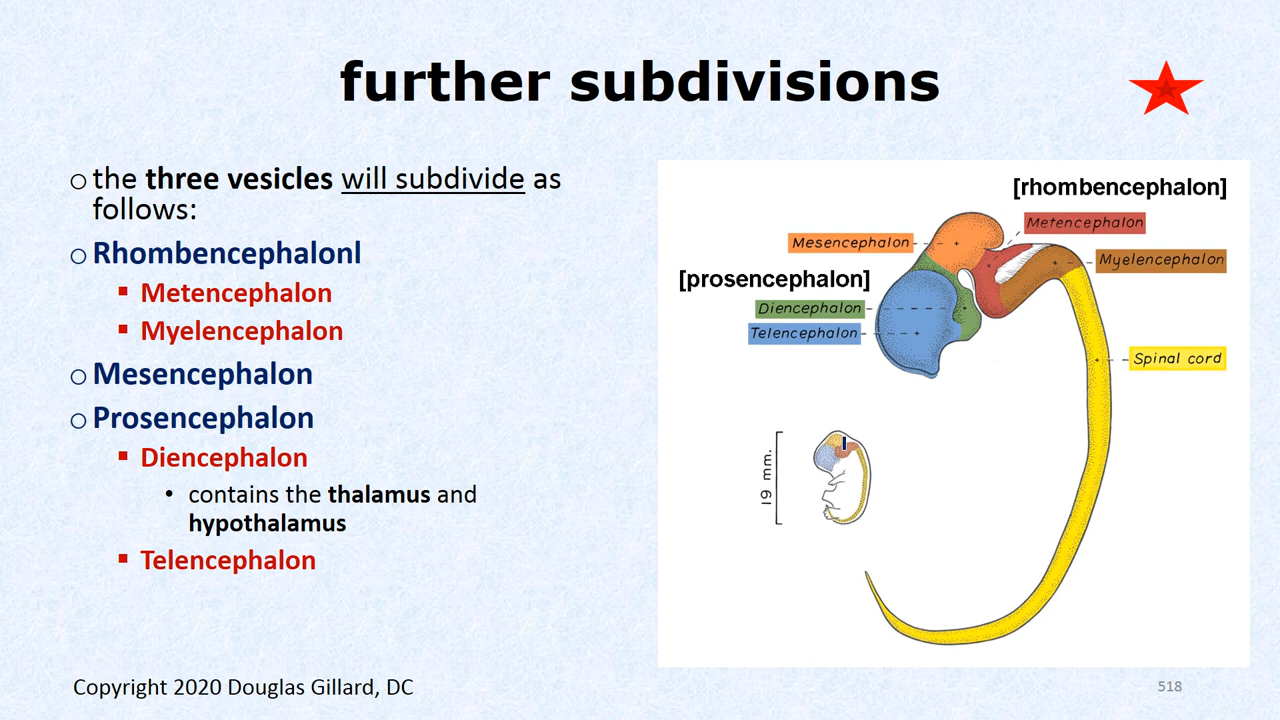 further subdivisions
the three vesicles will subdivide as
follows:
Rhombencephalonl
Metencephalon
Myelencephalon
Mesencephalon
Prosencephalon
Diencephalon
contains the thalamus and
hypothalamus
Telencephalon
[rhombencephalon]
Metencephalon
Mesencephalon
Myelencephalon
[prosencephalon]
Diencephalon
Telencephalon
Spinal cord
19 mm.
Copyright 2020 Douglas Gillard, DC
518